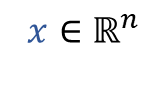 x ∈ ℝⁿ